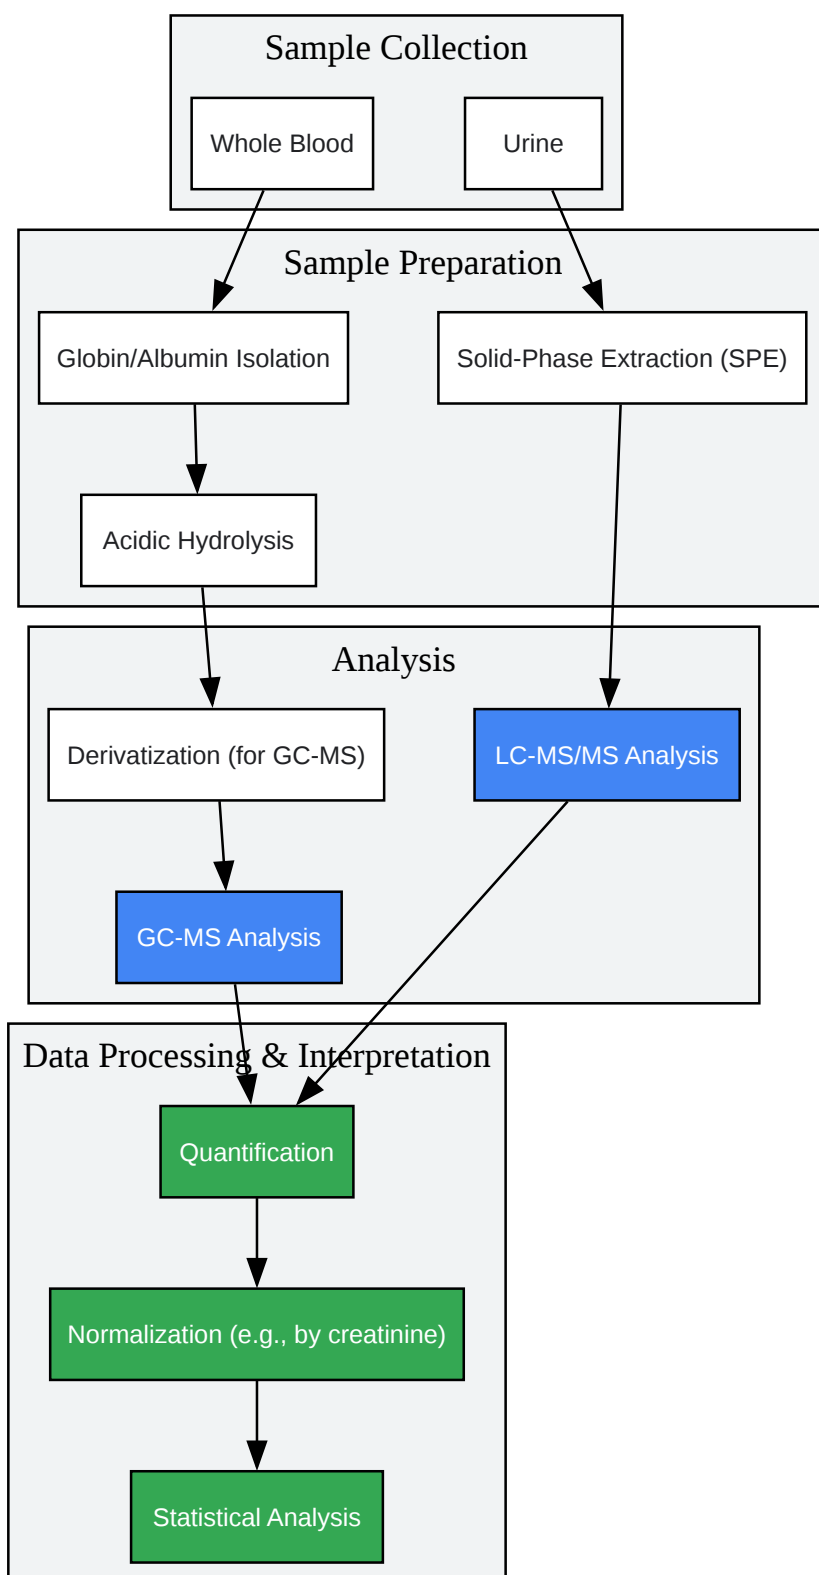 Sample Collection
Whole Blood
Urine
Sample Preparation
Globin/Albumin Isolation
Solid-Phase Extraction (SPE)
Acidic Hydrolysis
Analysis
Derivatization (for GC-MS)
LC-MS/MS Analysis
GC-MS Analysis
Data Processing & Interpretation
Quantification
Normalization (e.g., by creatinine)
Statistical Analysis